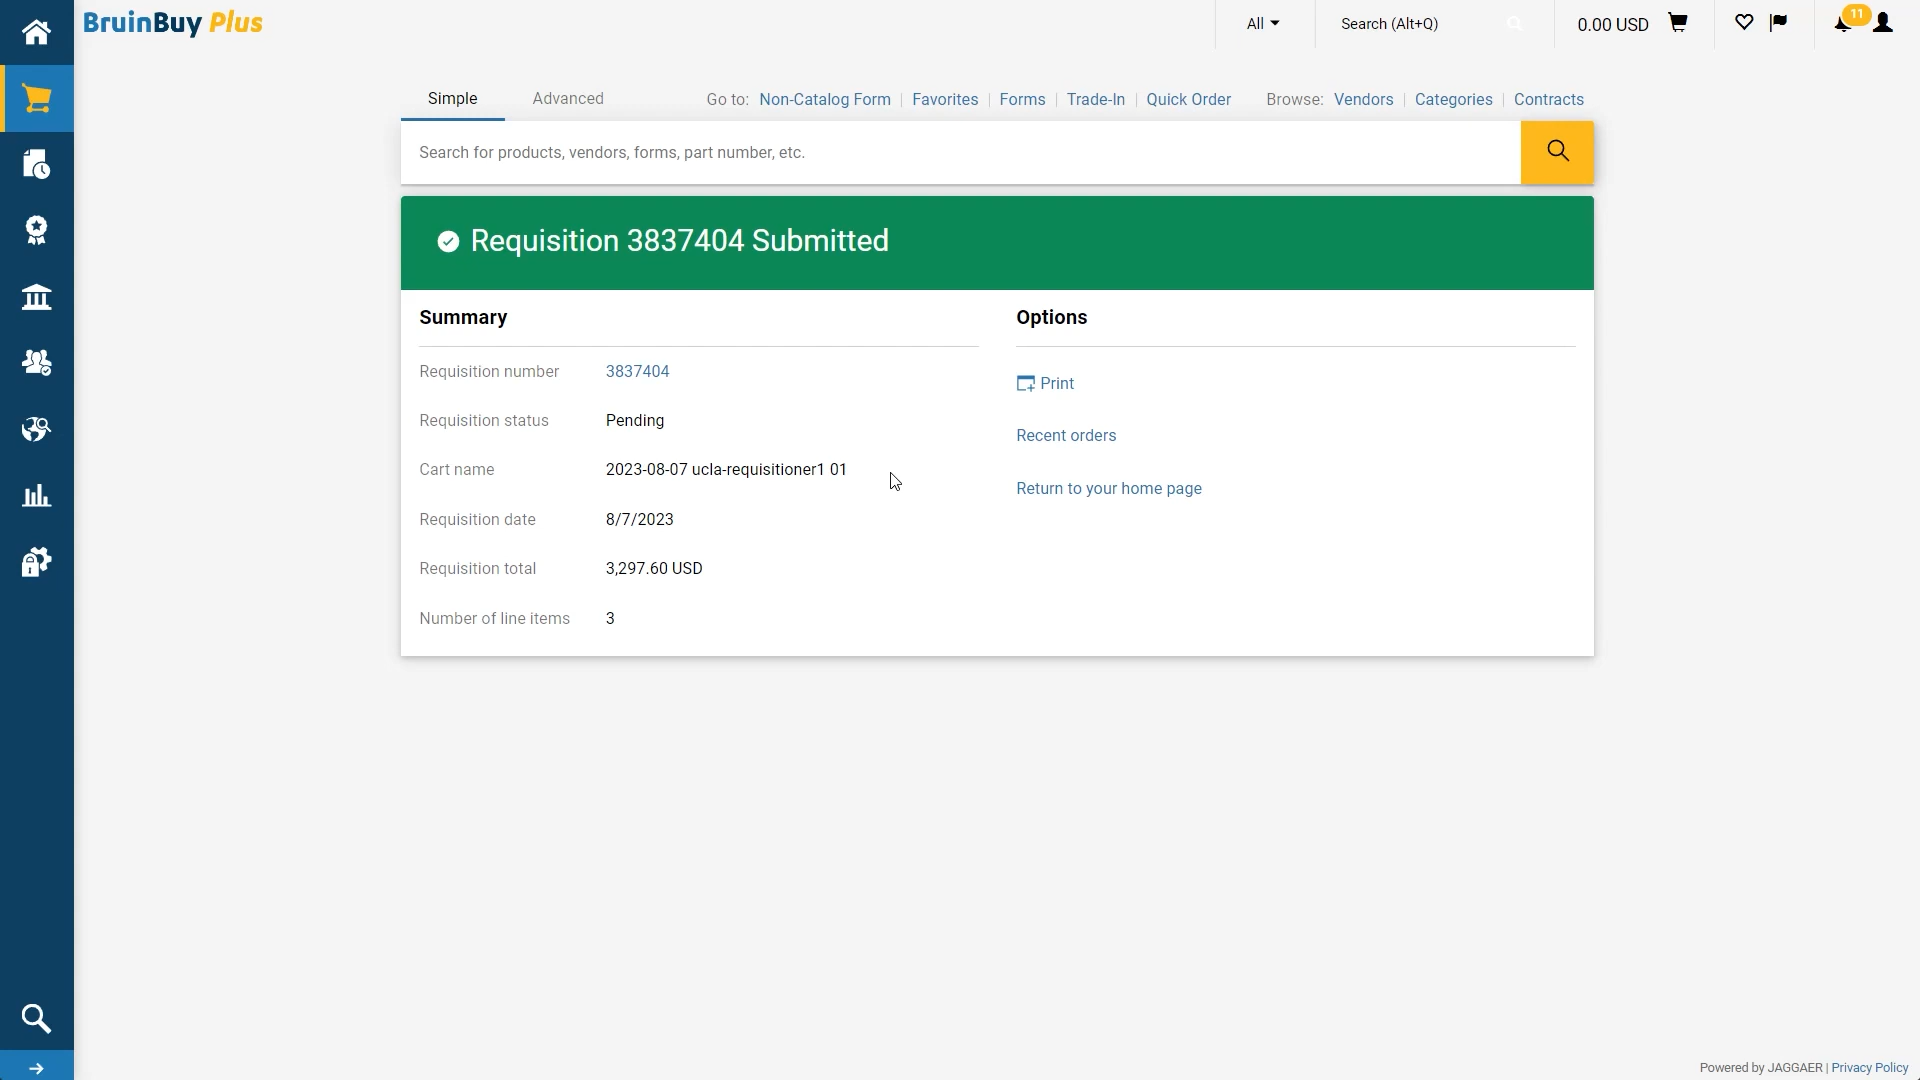 BruinBuy Plus
All
Search (Alt+Q)
0.00 USD
11
Simple
Advanced
Go to: Non-Catalog Form | Favorites | Forms | Trade-In | Quick Order
Browse: Vendors | Categories | Contracts
Search for products, vendors, forms, part number, etc.
Requisition 3837404 Submitted
Summary
Requisition number 3837404
Requisition status Pending
Cart name 2023-08-07 ucla-requisitioner1 01
Requisition date 8/7/2023
Requisition total 3,297.60 USD
Number of line items 3
Options
Print
Recent orders
Return to your home page
Powered by JAGGAER | Privacy Policy